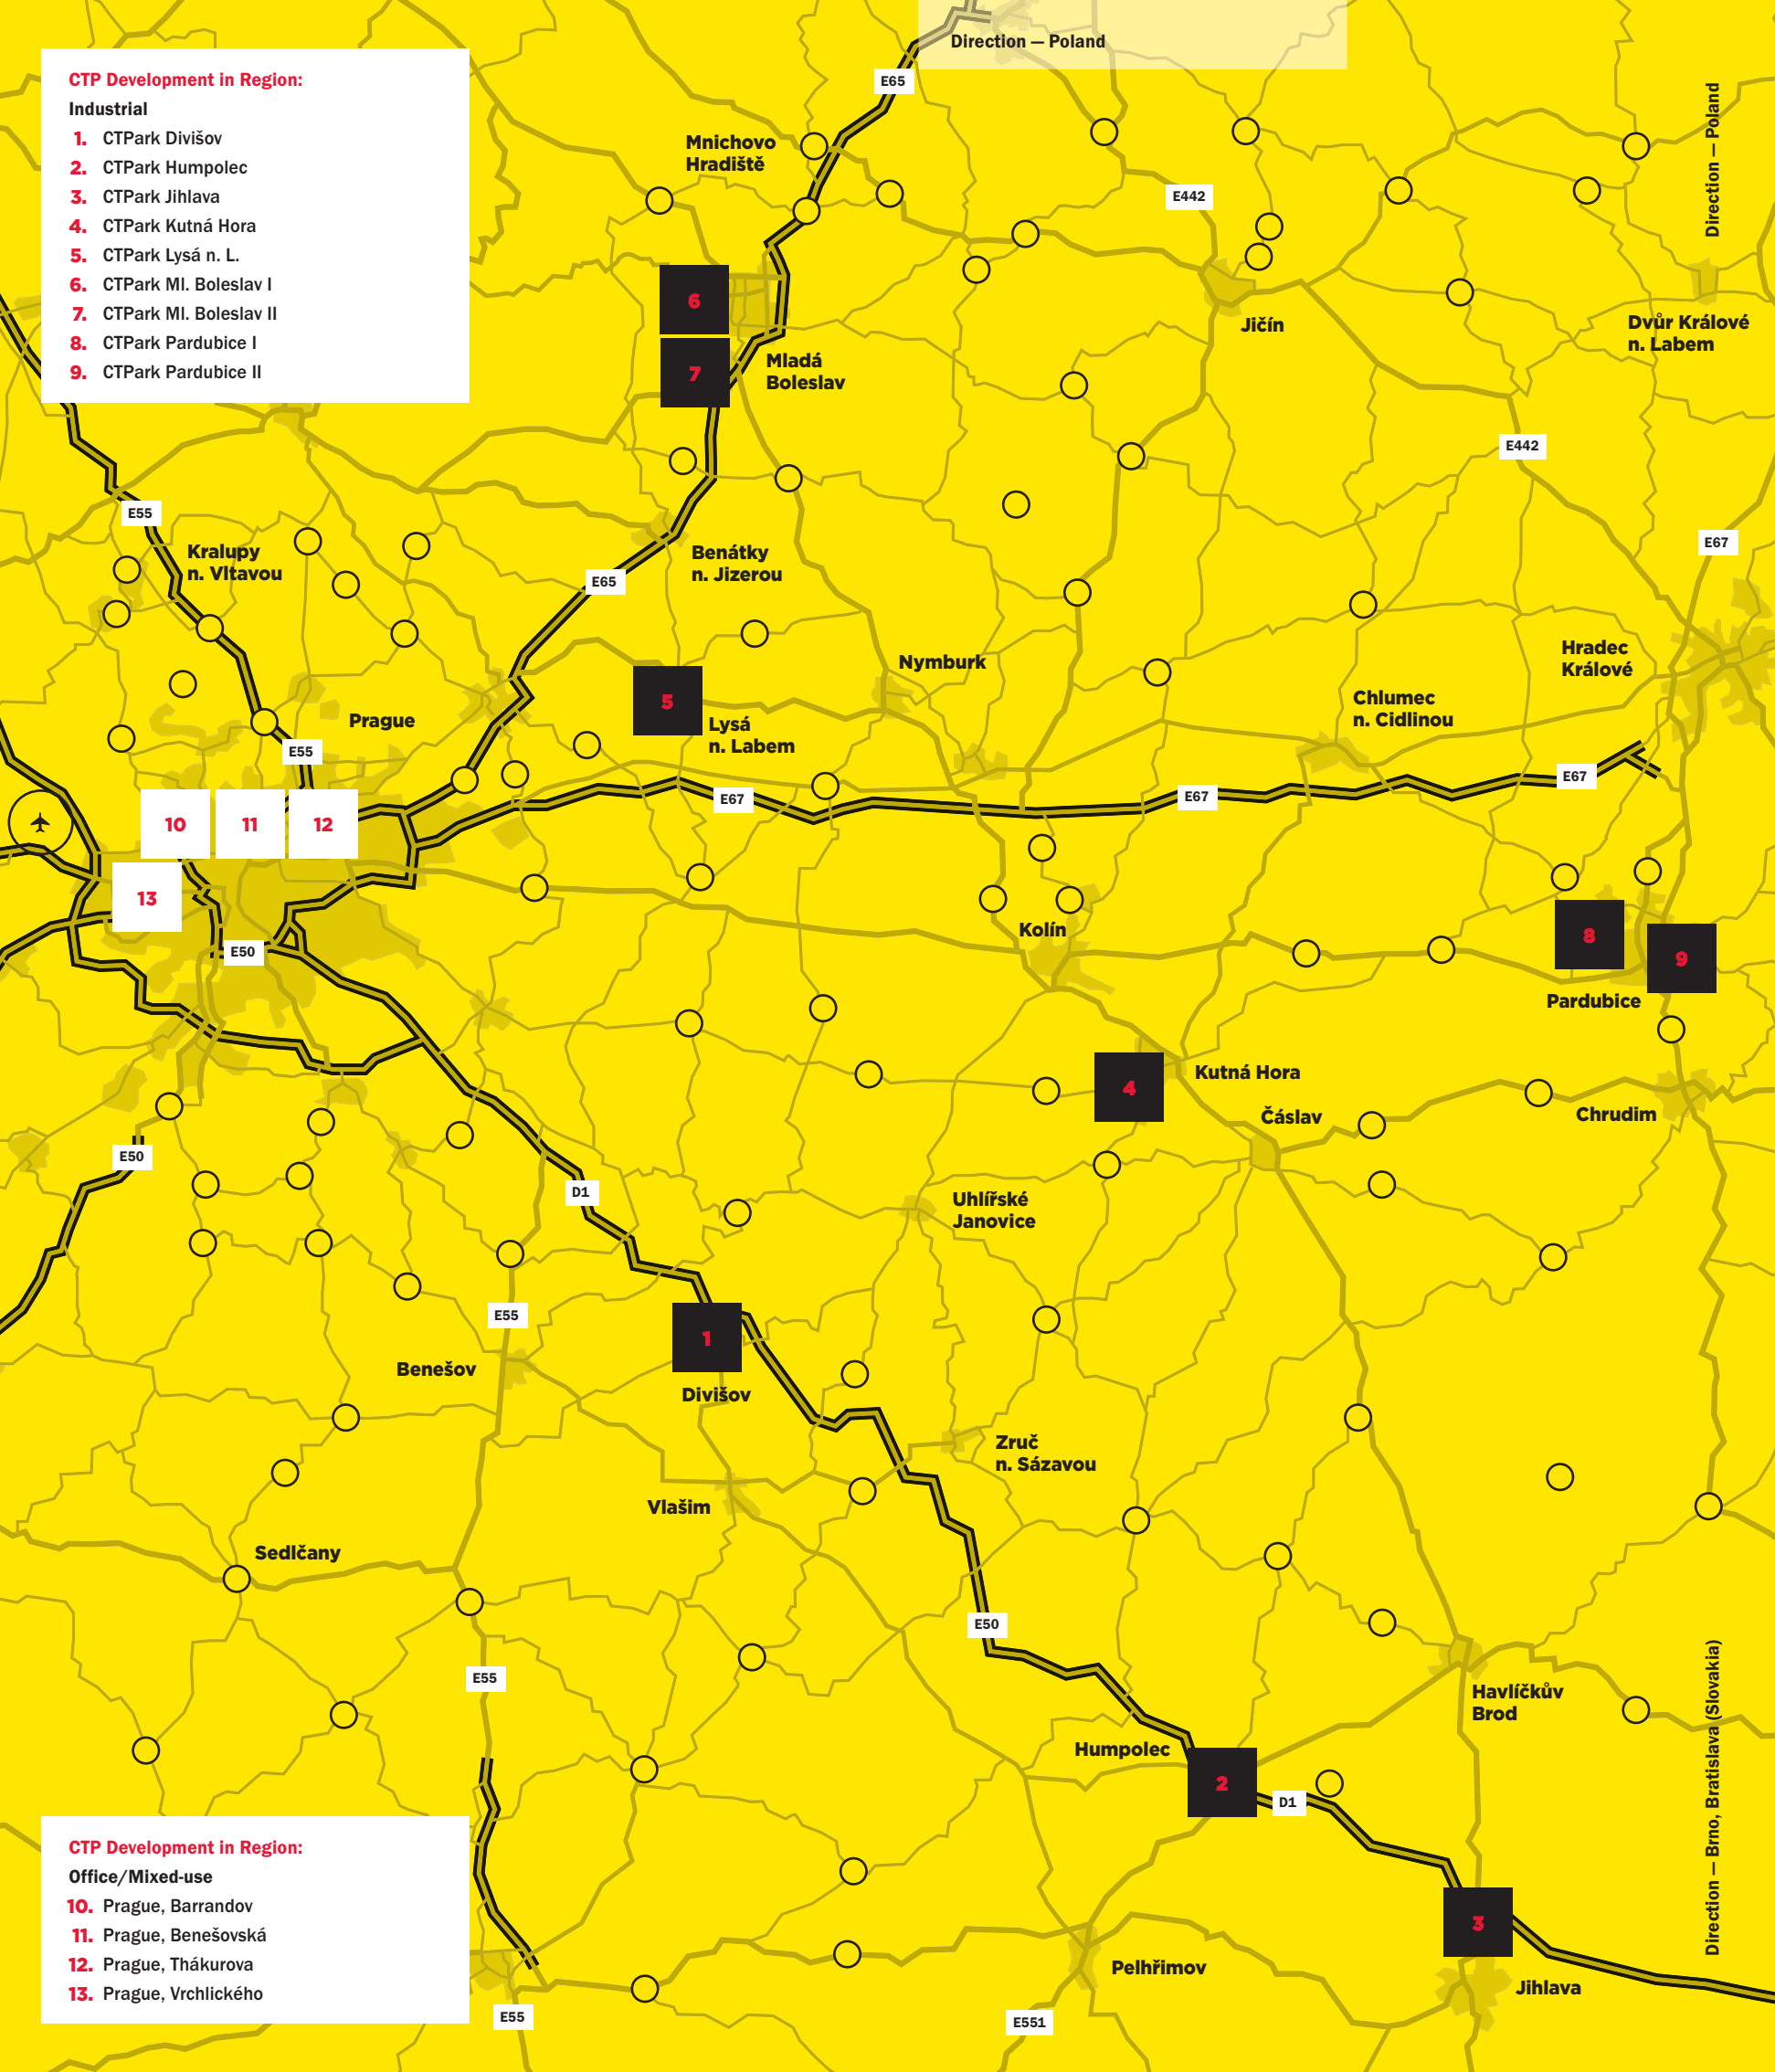 Direction — Poland
E65
CTP Development in Region:
Industrial
1. CTPark Divišov
2. CTPark Humpolec
3. CTPark Jihlava
4. CTPark Kutná Hora
5. CTPark Lysá n. L.
6. CTPark Ml. Boleslav I
7. CTPark Ml. Boleslav II
8. CTPark Pardubice I
9. CTPark Pardubice II
Direction — Poland
Mnichovo
Hradiště
E442
6
Jičín
Dvůr Králové
n. Labem
7
Mladá
Boleslav
E442
E55
E67
Kralupy
n. Vltavou
Benátky
n. Jizerou
E65
Hradec
Králové
Nymburk
5
Chlumec
n. Cidlinou
Prague
Lysá
n. Labem
E55
E67
E67
E67
10
11
12
13
Kolín
8
E50
9
Pardubice
4
Kutná Hora
Čáslav
Chrudim
E50
D1
Uhlířské
Janovice
E55
1
Benešov
Divišov
Zruč
n. Sázavou
Vlašim
Sedlčany
E50
E55
Havlíčkův
Brod
Direction — Brno, Bratislava (Slovakia)
Humpolec
2
D1
CTP Development in Region:
Office/Mixed-use
10. Prague, Barrandov
11. Prague, Benešovská
12. Prague, Thákurova
13. Prague, Vrchlického
3
Pelhřimov
Jihlava
E55
E551